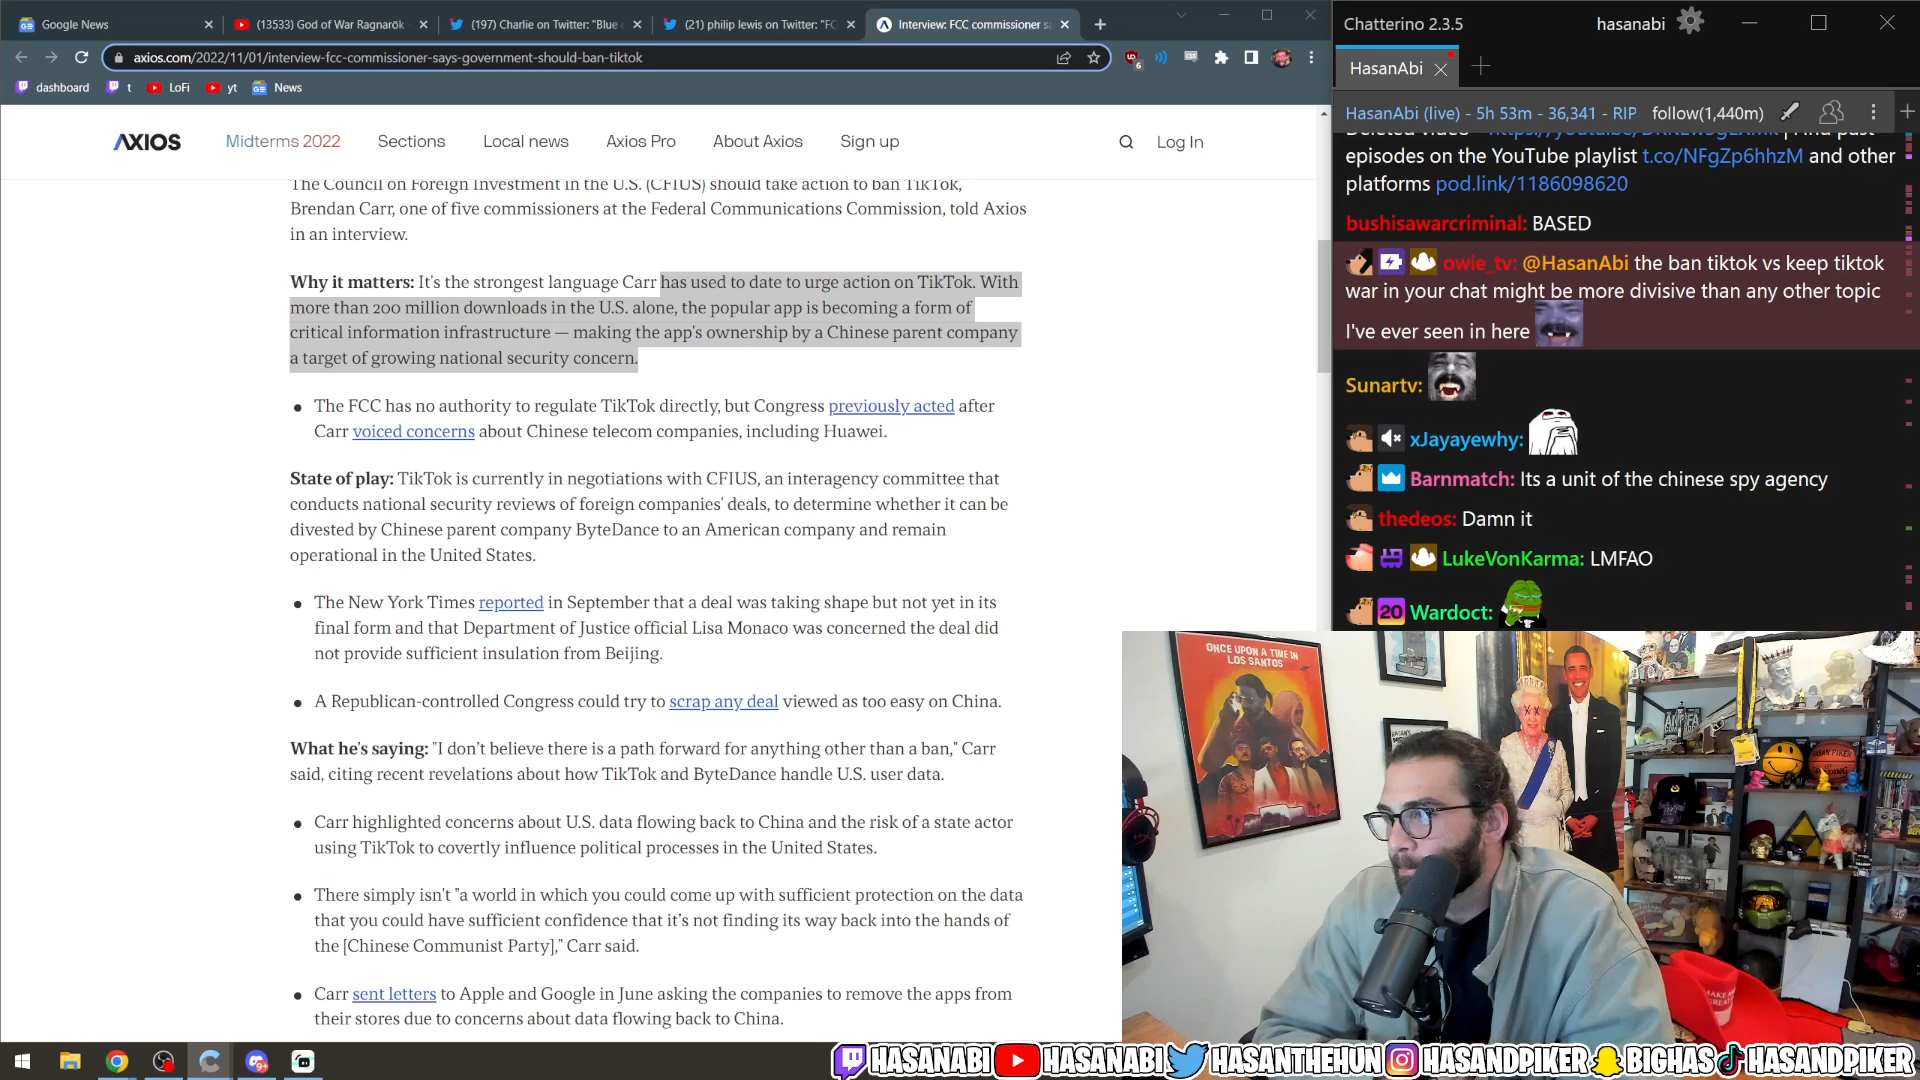 Google News
(13533) God of War Ragnarök
(197) Charlie on Twitter: "Blue
(21) philip lewis on Twitter: "FC
Interview: FCC commissioner s
axios.com/2022/11/01/interview-fcc-commissioner-says-government-should-ban-tiktok
6
dashboard
t
LoFi
yt
News
AXIOS
Midterms 2022
Sections
Local news
Axios Pro
About Axios
Sign up
Log In
The Council on Foreign Investment in the U.S. (CFIUS) should take action to ban TikTok,
Brendan Carr, one of five commissioners at the Federal Communications Commission, told Axios
in an interview.
Why it matters: It's the strongest language Carr has used to date to urge action on TikTok. With
more than 200 million downloads in the U.S. alone, the popular app is becoming a form of
critical information infrastructure — making the app's ownership by a Chinese parent company
a target of growing national security concern.
The FCC has no authority to regulate TikTok directly, but Congress previously acted after
Carr voiced concerns about Chinese telecom companies, including Huawei.
State of play: TikTok is currently in negotiations with CFIUS, an interagency committee that
conducts national security reviews of foreign companies' deals, to determine whether it can be
divested by Chinese parent company ByteDance to an American company and remain
operational in the United States.
The New York Times reported in September that a deal was taking shape but not yet in its
final form and that Department of Justice official Lisa Monaco was concerned the deal did
not provide sufficient insulation from Beijing.
A Republican-controlled Congress could try to scrap any deal viewed as too easy on China.
What he's saying: "I don't believe there is a path forward for anything other than a ban," Carr
said, citing recent revelations about how TikTok and ByteDance handle U.S. user data.
Carr highlighted concerns about U.S. data flowing back to China and the risk of a state actor
using TikTok to covertly influence political processes in the United States.
There simply isn't "a world in which you could come up with sufficient protection on the data
that you could have sufficient confidence that it's not finding its way back into the hands of
the [Chinese Communist Party]," Carr said.
Carr sent letters to Apple and Google in June asking the companies to remove the apps from
their stores due to concerns about data flowing back to China.
Chatterino 2.3.5
hasanabi
HasanAbi
HasanAbi (live) - 5h 53m - 36,341 - RIP
follow(1,440m)
episodes on the YouTube playlist t.co/NFgZp6hhzM and other
platforms pod.link/1186098620
bushisawarcriminal: BASED
owie_tv: @HasanAbi the ban tiktok vs keep tiktok
war in your chat might be more divisive than any other topic
I've ever seen in here
Sunartv:
xJayayewhy:
Barnmatch: Its a unit of the chinese spy agency
thedeos: Damn it
LukeVonKarma: LMFAO
20 Wardoct:
ONCE UPON A TIME IN
LOS SANTOS
HASANABI
HASANABI
HASANTHEHUN
HASANDPIKER
BIGHAS
HASANDPIKER